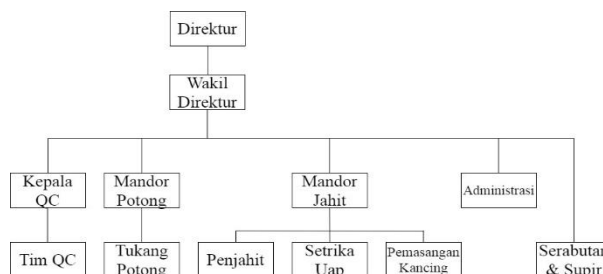 Direktur
Wakil
Direktur
Kepala
QC
Mandor
Potong
Mandor
Jahit
Administrasi
Tim QC
Tukang
Potong
Penjahit
Setrika
Uap
Pemasangan
Kancing
Serabutan
& Supir